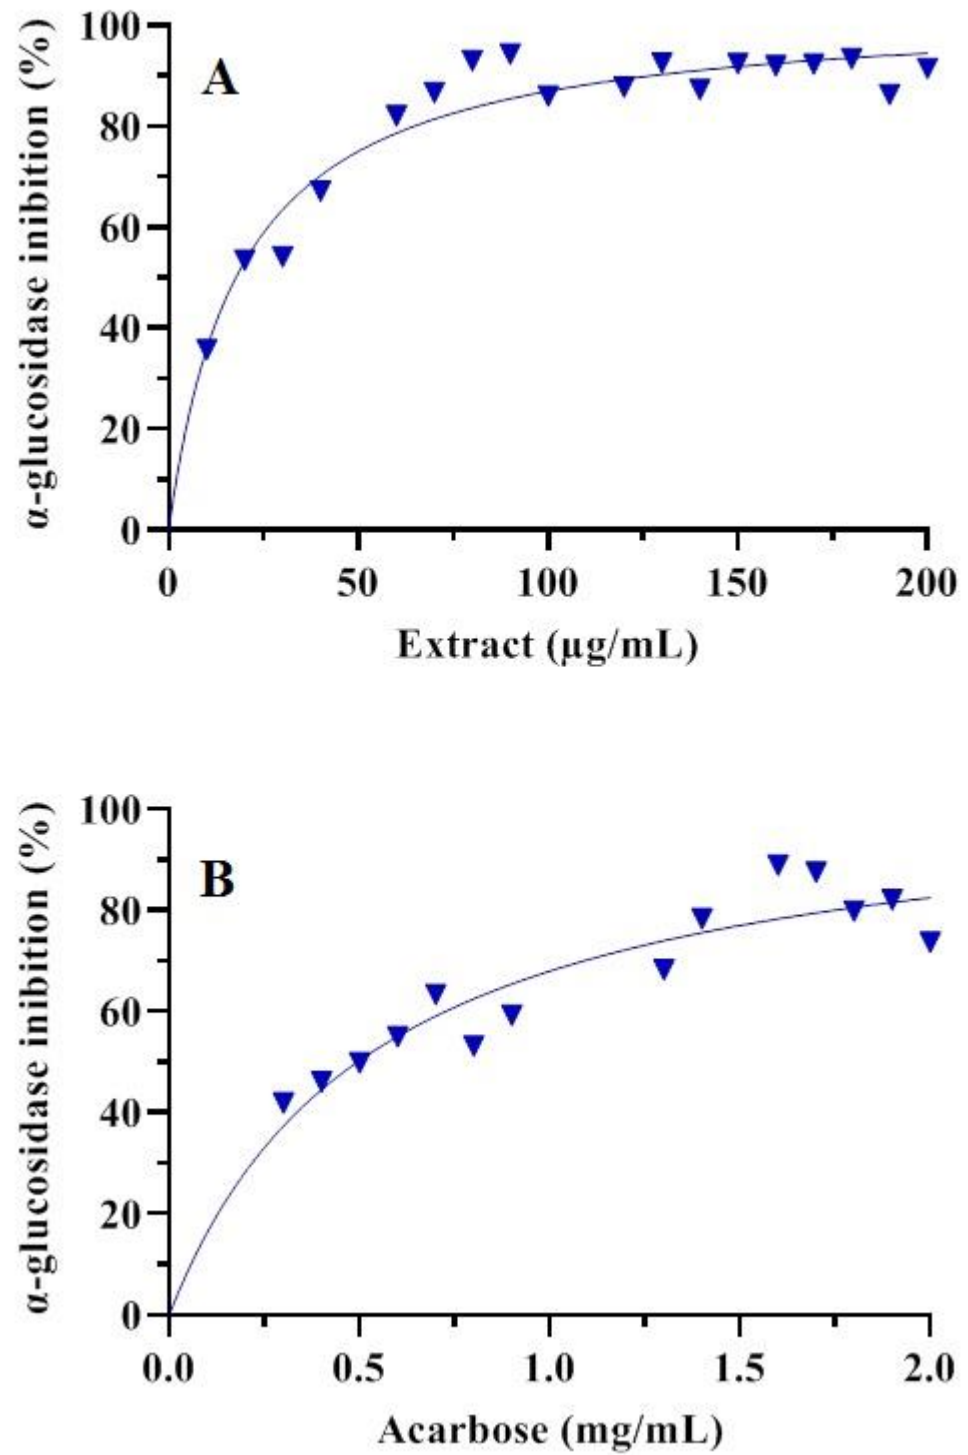 α-glucosidase inibition (%)
A
100
80
60
40
20
0
0 50 100 150 200
Extract (μg/mL)
α-glucosidase inibition (%)
B
100
80
60
40
20
0
0.0 0.5 1.0 1.5 2.0
Acarbose (mg/mL)